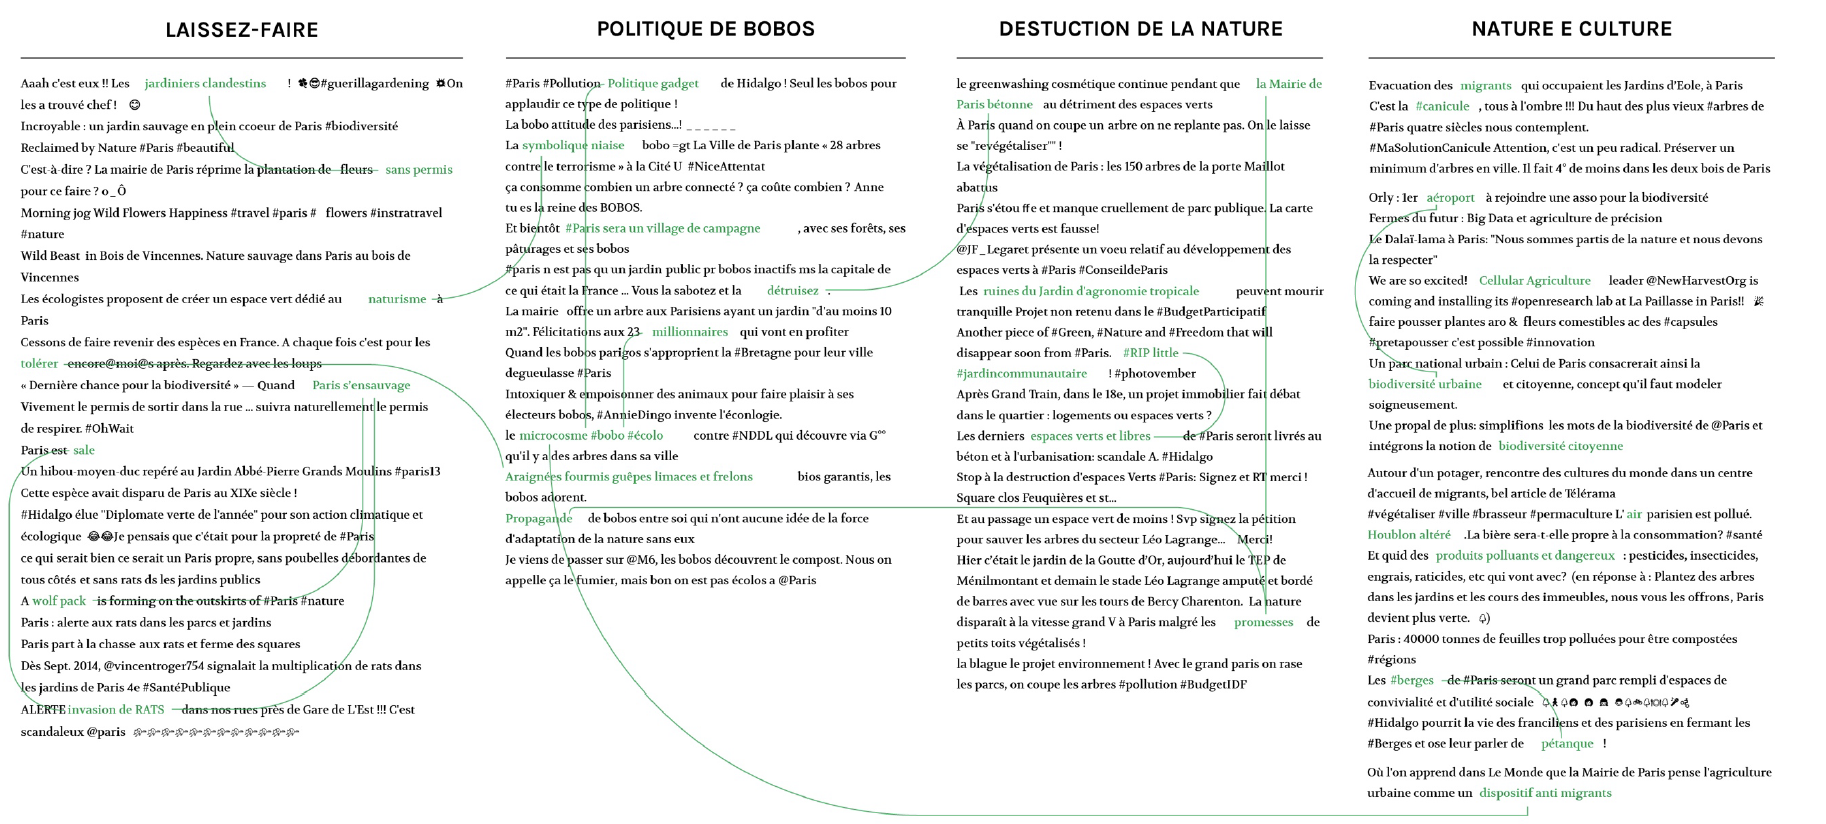 LAISSEZ-FAIRE
Aaah c'est eux !! Les jardiniers clandestins ! 🍀😎#guerillagardening 💥On
les a trouvé chef ! 😊
Incroyable : un jardin sauvage en plein ccoeur de Paris #biodiversité
Reclaimed by Nature #Paris #beautiful
C'est-à-dire ? La mairie de Paris réprime la plantation de fleurs sans permis
pour ce faire ? o_Ô
Morning jog Wild Flowers Happiness #travel #paris # flowers #instratravel
#nature
Wild Beast in Bois de Vincennes. Nature sauvage dans Paris au bois de
Vincennes
Les écologistes proposent de créer un espace vert dédié au naturisme à
Paris
Cessons de faire revenir des espèces en France. A chaque fois c'est pour les
tolérer encore@moi@s après. Regardez avec les loups
« Dernière chance pour la biodiversité » — Quand Paris s'ensauvage
Vivement le permis de sortir dans la rue ... suivra naturellement le permis
de respirer. #OhWait
Paris est sale
Un hibou-moyen-duc repéré au Jardin Abbé-Pierre Grands Moulins #paris13
Cette espèce avait disparu de Paris au XIXe siècle !
#Hidalgo élue "Diplomate verte de l'année" pour son action climatique et
écologique 😂😂Je pensais que c'était pour la propreté de #Paris
ce qui serait bien ce serait un Paris propre, sans poubelles débordantes de
tous côtés et sans rats ds les jardins publics
A wolf pack is forming on the outskirts of #Paris #nature
Paris : alerte aux rats dans les parcs et jardins
Paris part à la chasse aux rats et ferme des squares
Dès Sept. 2014, @vincentroger754 signalait la multiplication de rats dans
les jardins de Paris 4e #SantéPublique
ALERTE invasion de RATS dans nos rues près de Gare de L'Est !!! C'est
scandaleux @paris 🐀🐀🐀🐀🐀🐀🐀🐀🐀🐀🐀🐀
POLITIQUE DE BOBOS
#Paris #Pollution Politique gadget de Hidalgo ! Seul les bobos pour
applaudir ce type de politique !
La bobo attitude des parisiens...! _ _ _ _ _ _
La symbolique niaise bobo =gt La Ville de Paris plante « 28 arbres
contre le terrorisme » à la Cité U #NiceAttentat
ça consomme combien un arbre connecté ? ça coûte combien ? Anne
tu es la reine des BOBOS.
Et bientôt #Paris sera un village de campagne , avec ses forêts, ses
pâturages et ses bobos
#paris n est pas qu un jardin public pr bobos inactifs ms la capitale de
ce qui était la France ... Vous la sabotez et la détruisez .
La mairie offre un arbre aux Parisiens ayant un jardin "d'au moins 10
m2". Félicitations aux 23 millionnaires qui vont en profiter
Quand les bobos parigos s'approprient la #Bretagne pour leur ville
degueulasse #Paris
Intoxiquer & empoisonner des animaux pour faire plaisir à ses
électeurs bobos, #AnnieDingo invente l'éconlogie.
le microcosme #bobo #écolo contre #NDDL qui découvre via G°°
qu'il y a des arbres dans sa ville
Araignées fourmis guêpes limaces et frelons bios garantis, les
bobos adorent.
Propagande de bobos entre soi qui n'ont aucune idée de la force
d'adaptation de la nature sans eux
Je viens de passer sur @M6, les bobos découvrent le compost. Nous on
appelle ça le fumier, mais bon on est pas écolos a @Paris
DESTUCTION DE LA NATURE
le greenwashing cosmétique continue pendant que la Mairie de
Paris bétonne au détriment des espaces verts
À Paris quand on coupe un arbre on ne replante pas. On le laisse
se "revégétaliser"" !
La végétalisation de Paris : les 150 arbres de la porte Maillot
abattus
Paris s'étou ffe et manque cruellement de parc publique. La carte
d'espaces verts est fausse!
@JF_Legaret présente un voeu relatif au développement des
espaces verts à #Paris #ConseildeParis
Les ruines du Jardin d'agronomie tropicale peuvent mourir
tranquille Projet non retenu dans le #BudgetParticipatif
Another piece of #Green, #Nature and #Freedom that will
disappear soon from #Paris. #RIP little
#jardincommunautaire ! #photovember
Après Grand Train, dans le 18e, un projet immobilier fait débat
dans le quartier : logements ou espaces verts ?
Les derniers espaces verts et libres de #Paris seront livrés au
béton et à l'urbanisation: scandale A. #Hidalgo
Stop à la destruction d'espaces Verts #Paris: Signez et RT merci !
Square clos Feuquières et st...
Et au passage un espace vert de moins ! Svp signez la pétition
pour sauver les arbres du secteur Léo Lagrange... Merci!
Hier c'était le jardin de la Goutte d'Or, aujourd'hui le TEP de
Ménilmontant et demain le stade Léo Lagrange amputé et bordé
de barres avec vue sur les tours de Bercy Charenton. La nature
disparaît à la vitesse grand V à Paris malgré les promesses de
petits toits végétalisés !
la blague le projet environnement ! Avec le grand paris on rase
les parcs, on coupe les arbres #pollution #BudgetIDF
NATURE E CULTURE
Evacuation des migrants qui occupaient les Jardins d'Eole, à Paris
C'est la #canicule , tous à l'ombre !!! Du haut des plus vieux #arbres de
#Paris quatre siècles nous contemplent.
#MaSolutionCanicule Attention, c'est un peu radical. Préserver un
minimum d'arbres en ville. Il fait 4° de moins dans les deux bois de Paris
Orly : 1er aéroport à rejoindre une asso pour la biodiversité
Fermes du futur : Big Data et agriculture de précision
Le Dalaï-lama à Paris: "Nous sommes partis de la nature et nous devons
la respecter"
We are so excited! Cellular Agriculture leader @NewHarvestOrg is
coming and installing its #openresearch lab at La Paillasse in Paris!! 🎉
faire pousser plantes aro & fleurs comestibles ac des #capsules
#pretapousser c'est possible #innovation
Un parc national urbain : Celui de Paris consacrerait ainsi la
biodiversité urbaine et citoyenne, concept qu'il faut modeler
soigneusement.
Une propal de plus: simplifions les mots de la biodiversité de @Paris et
intégrons la notion de biodiversité citoyenne
Autour d'un potager, rencontre des cultures du monde dans un centre
d'accueil de migrants, bel article de Télérama
#végétaliser #ville #brasseur #permaculture L' air parisien est pollué.
Houblon altéré .La bière sera-t-elle propre à la consommation? #santé
Et quid des produits polluants et dangereux : pesticides, insecticides,
engrais, raticides, etc qui vont avec? (en réponse à : Plantez des arbres
dans les jardins et les cours des immeubles, nous vous les offrons, Paris
devient plus verte. 🌳)
Paris : 40000 tonnes de feuilles trop polluées pour être compostées
#régions
Les #berges de #Paris seront un grand parc rempli d'espaces de
convivialité et d'utilité sociale
#Hidalgo pourrit la vie des franciliens et des parisiens en fermant les
#Berges et ose leur parler de pétanque !
Où l'on apprend dans Le Monde que la Mairie de Paris pense l'agriculture
urbaine comme un dispositif anti migrants